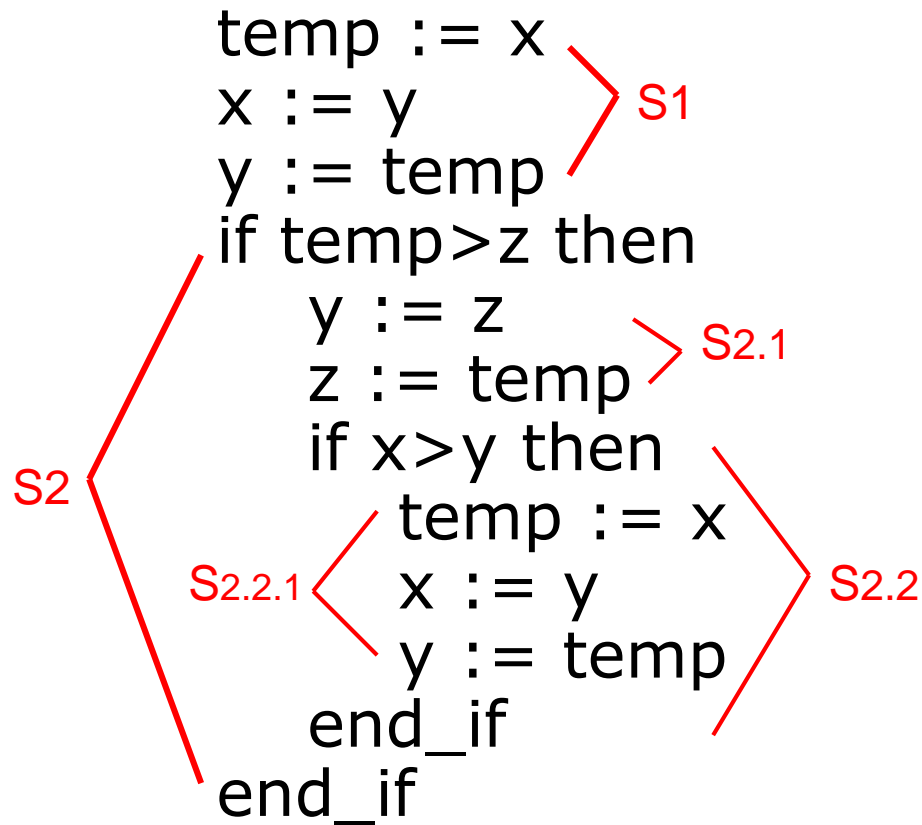 temp := x
x := y
S1
y := temp
if temp>z then
y := z
S2.1
z := temp
if x>y then
S2
temp := x
S2.2.1
x := y
S2.2
y := temp
end_if
end_if